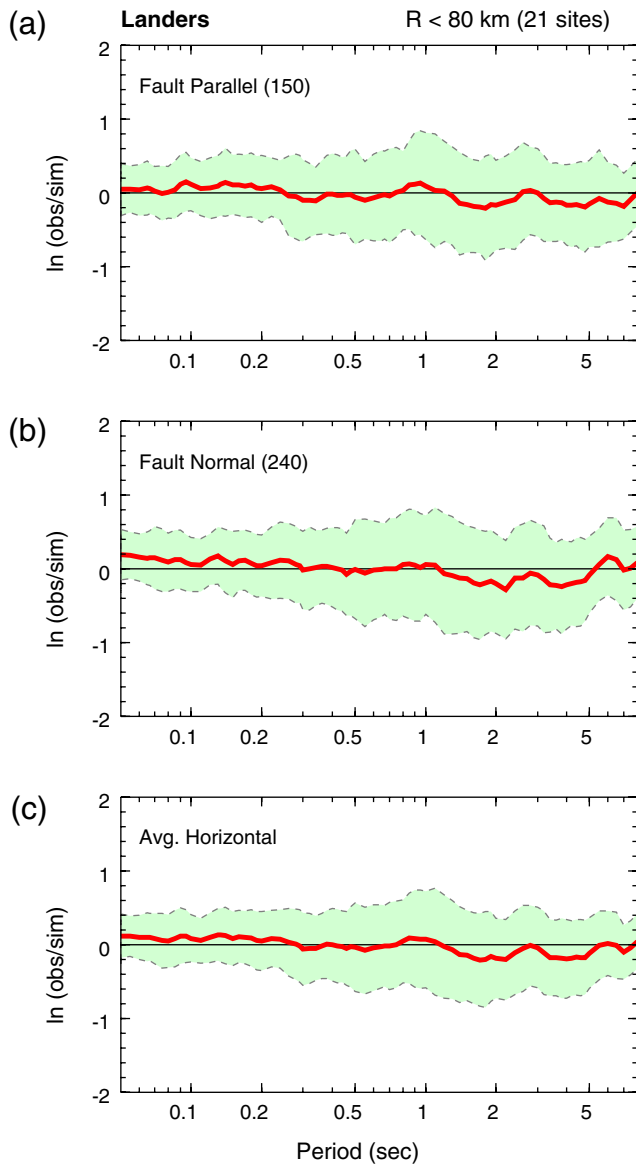 (a)
Landers R < 80 km (21 sites)
2
Fault Parallel (150)
1
0
-1
-2
ln (obs/sim)
0.1 0.2 0.5 1 2 5
(b)
2
Fault Normal (240)
1
0
-1
-2
ln (obs/sim)
0.1 0.2 0.5 1 2 5
(c)
2
Avg. Horizontal
1
0
-1
-2
ln (obs/sim)
0.1 0.2 0.5 1 2 5
Period (sec)